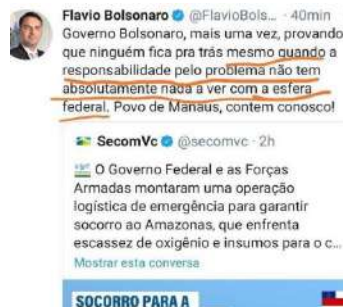 Flavio Bolsonaro @FlavioBols... · 40min
Governo Bolsonaro, mais uma vez, provando
que ninguém fica pra trás mesmo quando a
responsabilidade pelo problema não tem
absolutamente nada a ver com a esfera
federal. Povo de Manaus, contem conosco!
SecomVc @secomvc · 2h
O Governo Federal e as Forças
Armadas montaram uma operação
logística de emergência para garantir
socorro ao Amazonas, que enfrenta
escassez de oxigênio e insumos para o c...
Mostrar esta conversa
SOCORRO PARA A